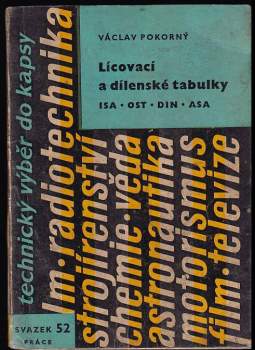 VÁCLAV POKORNÝ
Lícovací
a dílenské tabulky
ISA • OST • DIN • ASA
technický výběr do kapsy
lm•radiotechnika
strojírenství
chemie věda
astronautika
motorismus
film•televize
SVAZEK 52
PRÁCE